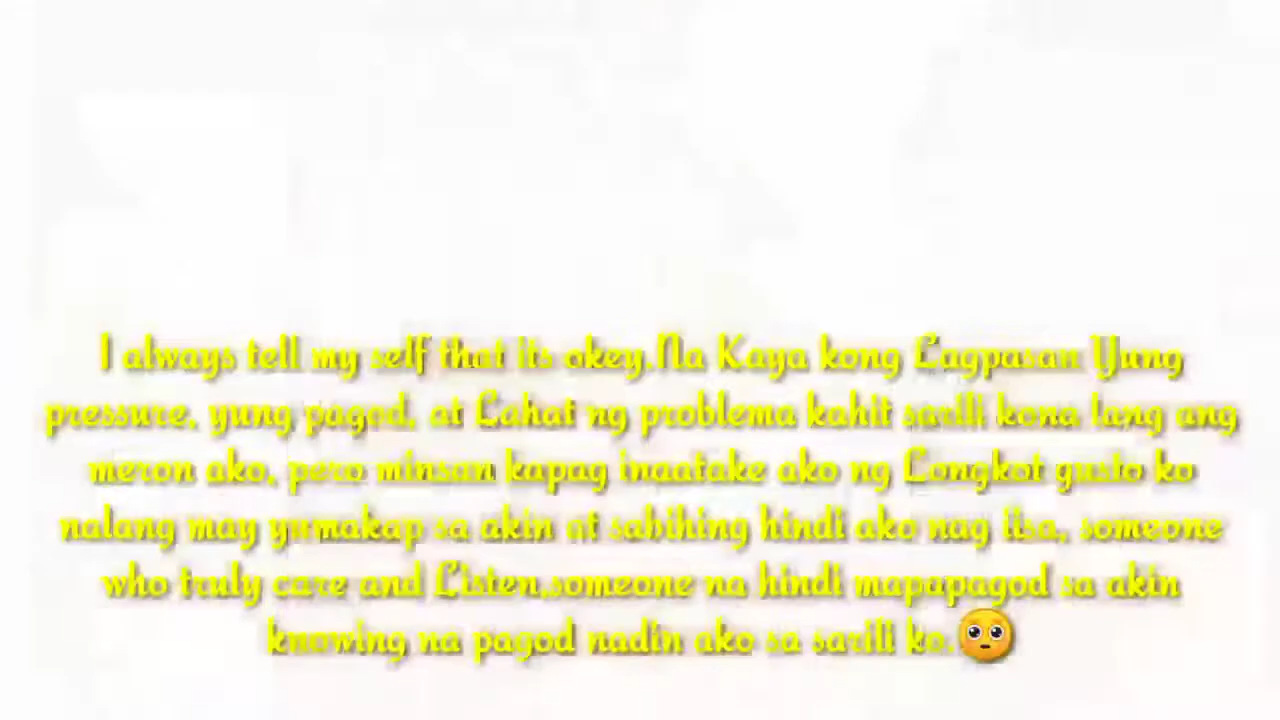 I always tell my self that its okey.Na Kaya kong Lagpasan Yung
pressure, yung pagod, at Lahat ng problema kahit sarili kona lang ang
meron ako, pero minsan kapag inaatake ako ng Longkot gusto ko
nalang may yumakap sa akin at sabihing hindi ako nag iisa, someone
who truly care and Listen,someone na hindi mapapagod sa akin
knowing na pagod nadin ako sa sarili ko.🥺